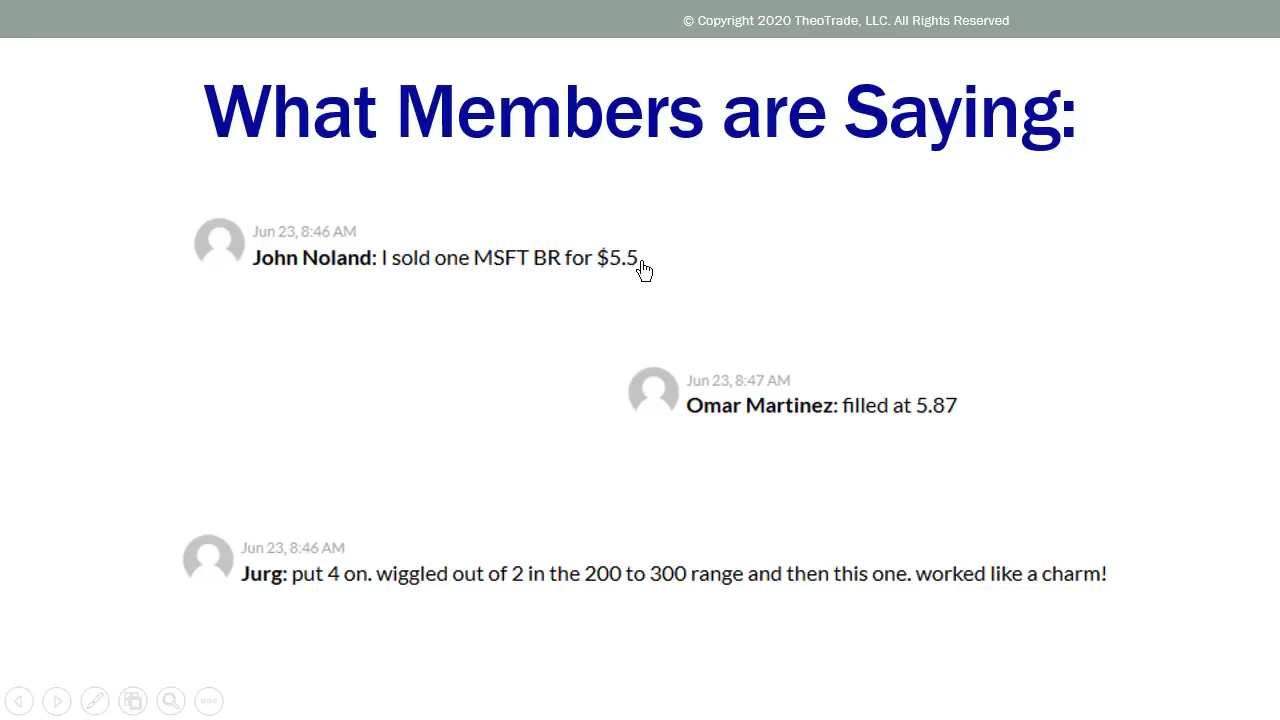 © Copyright 2020 TheoTrade, LLC. All Rights Reserved
What Members are Saying:
Jun 23, 8:46 AM
John Noland: I sold one MSFT BR for $5.5
Jun 23, 8:47 AM
Omar Martinez: filled at 5.87
Jun 23, 8:46 AM
Jurg: put 4 on. wiggled out of 2 in the 200 to 300 range and then this one. worked like a charm!